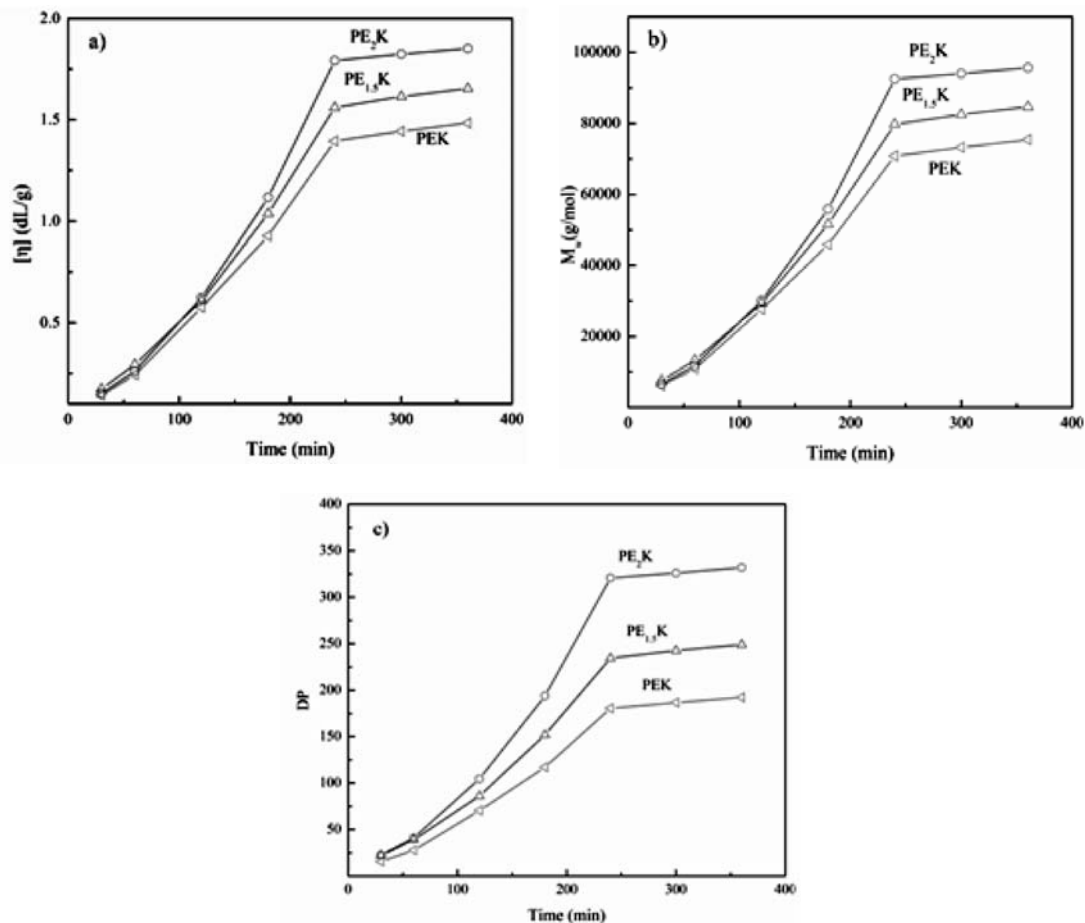 a)
2.0
1.5
1.0
0.5
[η] (dL/g)
PE₂K
PE₁.₅K
PEK
0 100 200 300 400
Time (min)
b)
100000
80000
60000
40000
20000
M_w(g/mol)
PE₂K
PE₁.₅K
PEK
0 100 200 300 400
Time (min)
c)
400
350
300
250
200
150
100
50
DP
PE₂K
PE₁.₅K
PEK
0 100 200 300 400
Time (min)